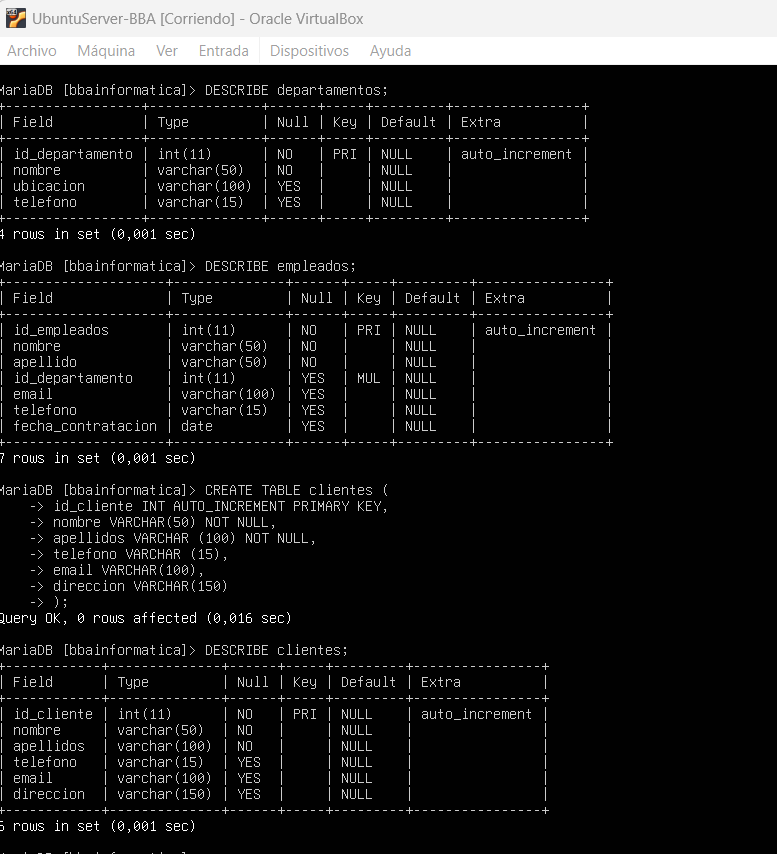 UbuntuServer-BBA [Corriendo] - Oracle VirtualBox
Archivo Máquina Ver Entrada Dispositivos Ayuda
MariaDB [bbainformatica]> DESCRIBE departamentos;
+-----------------+--------------+------+-----+---------+----------------+
| Field           | Type         | Null | Key | Default | Extra          |
+-----------------+--------------+------+-----+---------+----------------+
| id_departamento | int(11)      | NO   | PRI | NULL    | auto_increment |
| nombre          | varchar(50)  | NO   |     | NULL    |                |
| ubicacion       | varchar(100) | YES  |     | NULL    |                |
| telefono        | varchar(15)  | YES  |     | NULL    |                |
+-----------------+--------------+------+-----+---------+----------------+
4 rows in set (0,001 sec)
MariaDB [bbainformatica]> DESCRIBE empleados;
+--------------------+--------------+------+-----+---------+----------------+
| Field              | Type         | Null | Key | Default | Extra          |
+--------------------+--------------+------+-----+---------+----------------+
| id_empleados       | int(11)      | NO   | PRI | NULL    | auto_increment |
| nombre             | varchar(50)  | NO   |     | NULL    |                |
| apellido           | varchar(50)  | NO   |     | NULL    |                |
| id_departamento    | int(11)      | YES  | MUL | NULL    |                |
| email              | varchar(100) | YES  |     | NULL    |                |
| telefono           | varchar(15)  | YES  |     | NULL    |                |
| fecha_contratacion | date         | YES  |     | NULL    |                |
+--------------------+--------------+------+-----+---------+----------------+
7 rows in set (0,001 sec)
MariaDB [bbainformatica]> CREATE TABLE clientes (
    -> id_cliente INT AUTO_INCREMENT PRIMARY KEY,
    -> nombre VARCHAR(50) NOT NULL,
    -> apellidos VARCHAR (100) NOT NULL,
    -> telefono VARCHAR (15),
    -> email VARCHAR(100),
    -> direccion VARCHAR(150)
    -> );
Query OK, 0 rows affected (0,016 sec)
MariaDB [bbainformatica]> DESCRIBE clientes;
+------------+--------------+------+-----+---------+----------------+
| Field      | Type         | Null | Key | Default | Extra          |
+------------+--------------+------+-----+---------+----------------+
| id_cliente | int(11)      | NO   | PRI | NULL    | auto_increment |
| nombre     | varchar(50)  | NO   |     | NULL    |                |
| apellidos  | varchar(100) | NO   |     | NULL    |                |
| telefono   | varchar(15)  | YES  |     | NULL    |                |
| email      | varchar(100) | YES  |     | NULL    |                |
| direccion  | varchar(150) | YES  |     | NULL    |                |
+------------+--------------+------+-----+---------+----------------+
6 rows in set (0,001 sec)